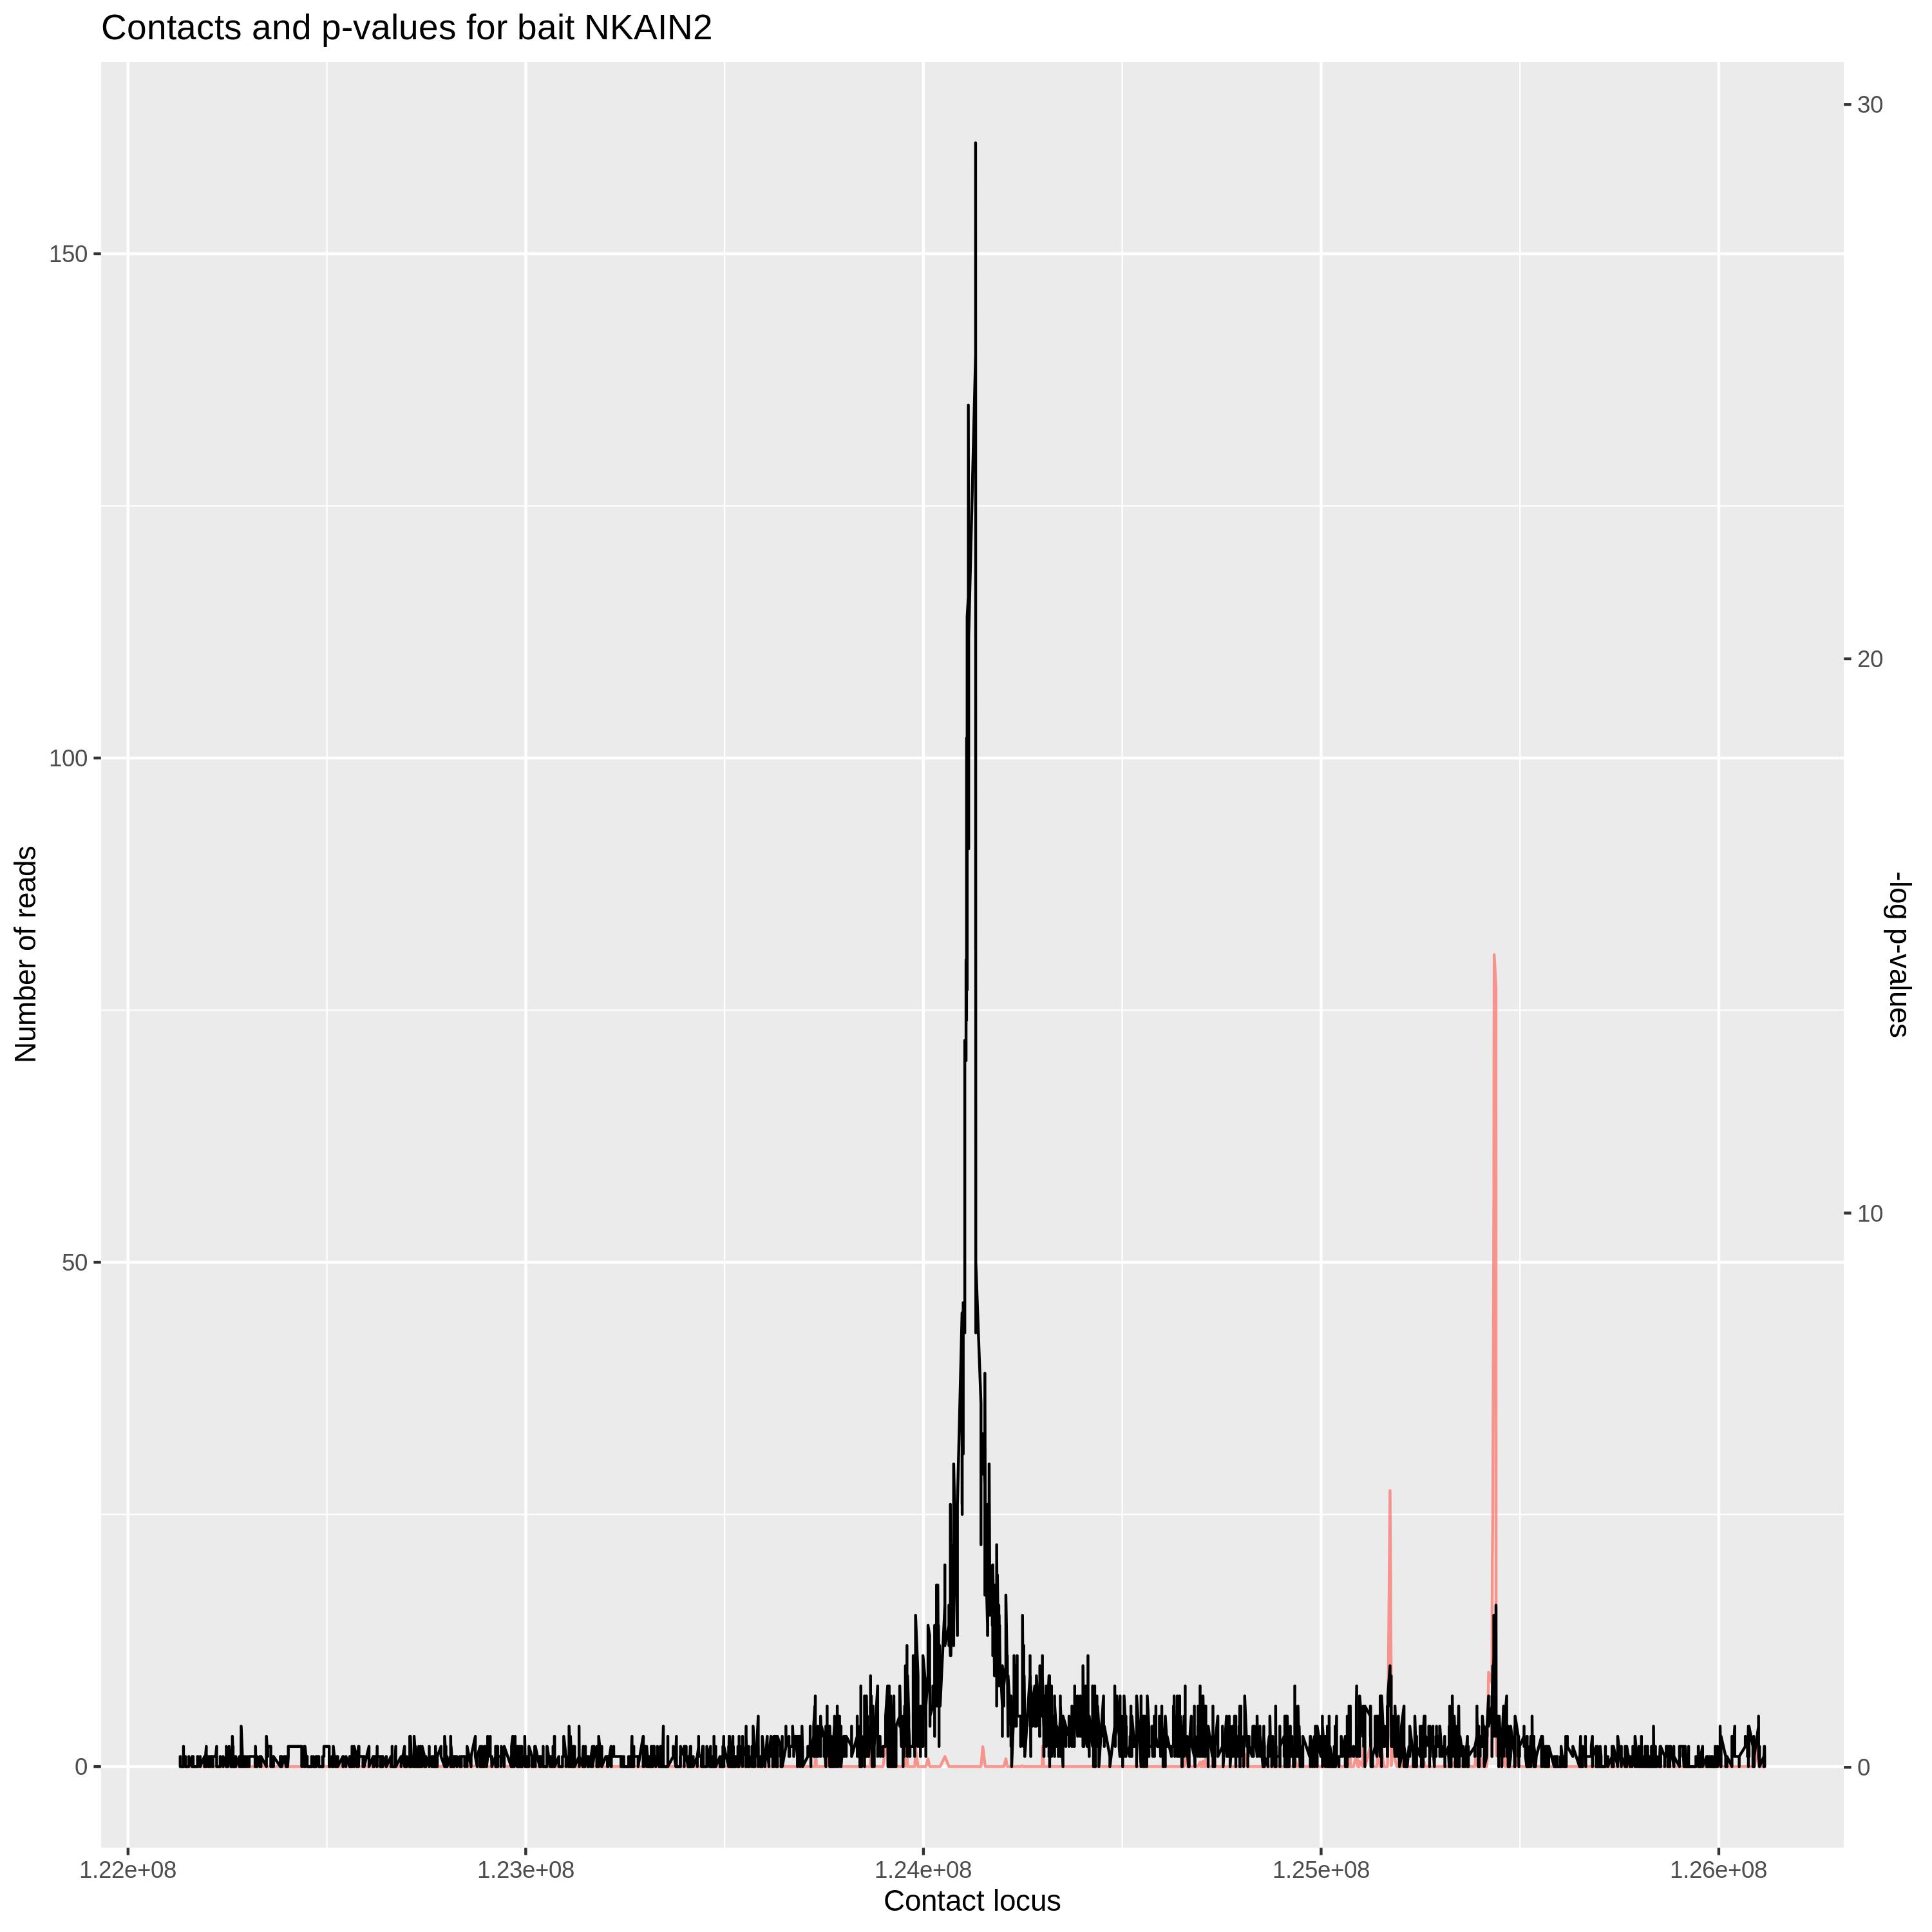 Contacts and p-values for bait NKAIN2
150
100
50
0
Number of reads
30
20
10
0
-log p-values
1.22e+08
1.23e+08
1.24e+08
1.25e+08
1.26e+08
Contact locus